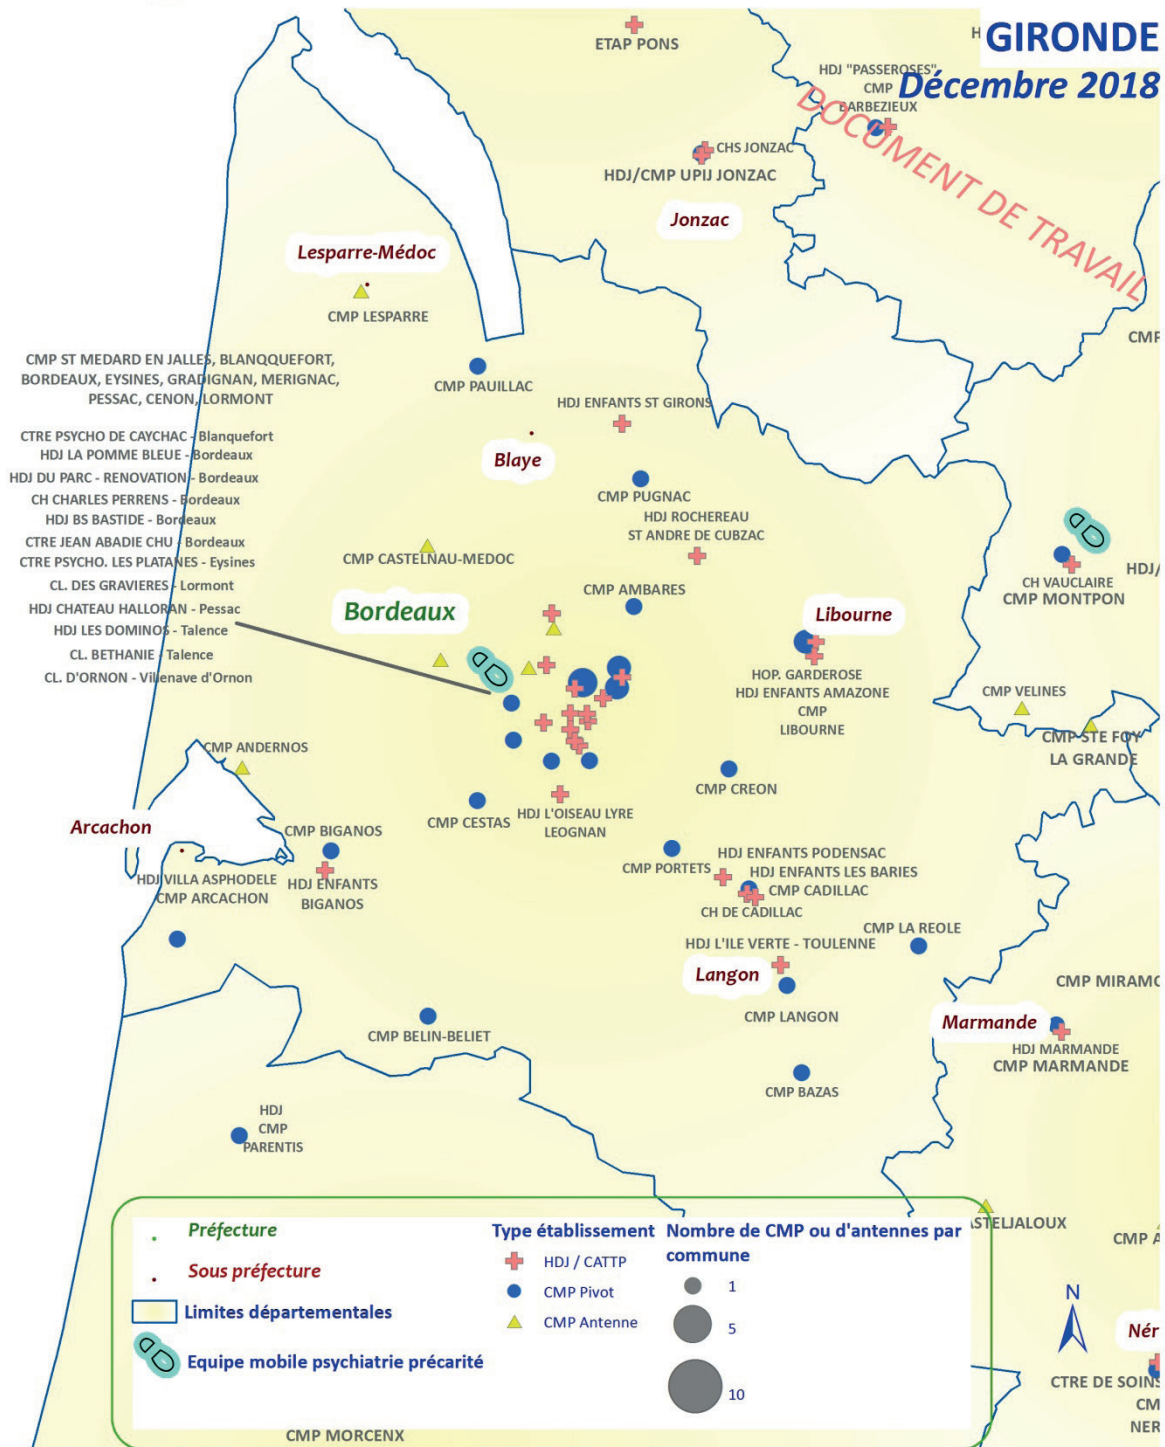 GIRONDE
Décembre 2018
DOCUMENT DE TRAVAIL
ETAP PONS
H
HDJ "PASSEROSES"
CMP
BARBEZIEUX
CHS JONZAC
HDJ/CMP UPIJ JONZAC
Jonzac
Lesparre-Médoc
CMP LESPARRE
CMP
CMP ST MEDARD EN JALLES, BLANQQUEFORT,
BORDEAUX, EYSINES, GRADIGNAN, MERIGNAC,
PESSAC, CENON, LORMONT
CMP PAUILLAC
HDJ ENFANTS ST GIRONS
CTRE PSYCHO DE CAYCHAC - Blanquefort
HDJ LA POMME BLEUE - Bordeaux
HDJ DU PARC - RENOVATION - Bordeaux
CH CHARLES PERRENS - Bordeaux
HDJ BS BASTIDE - Bordeaux
CTRE JEAN ABADIE CHU - Bordeaux
CTRE PSYCHO. LES PLATANES - Eysines
CL. DES GRAVIERES - Lormont
HDJ CHATEAU HALLORAN - Pessac
HDJ LES DOMINOS - Talence
CL. BETHANIE - Talence
CL. D'ORNON - Villenave d'Ornon
Blaye
CMP PUGNAC
HDJ ROCHEREAU
ST ANDRE DE CUBZAC
CMP CASTELNAU-MEDOC
CMP AMBARES
CH VAUCLAIRE
CMP MONTPON
HDJ/
Bordeaux
Libourne
HOP. GARDEROSE
HDJ ENFANTS AMAZONE
CMP
LIBOURNE
CMP VELINES
CMP STE FOY
LA GRANDE
CMP ANDERNOS
CMP CREON
CMP CESTAS
HDJ L'OISEAU LYRE
LEOGNAN
Arcachon
CMP BIGANOS
HDJ VILLA ASPHODELE
CMP ARCACHON
HDJ ENFANTS
BIGANOS
CMP PORTETS
HDJ ENFANTS PODENSAC
HDJ ENFANTS LES BARIES
CMP CADILLAC
CH DE CADILLAC
CMP LA REOLE
HDJ L'ILE VERTE - TOULENNE
Langon
CMP LANGON
CMP MIRAMO
Marmande
HDJ MARMANDE
CMP MARMANDE
CMP BELIN-BELIET
CMP BAZAS
HDJ
CMP
PARENTIS
ASTELJALOUX
CMP A
Préfecture
Sous préfecture
Limites départementales
Equipe mobile psychiatrie précarité
Type établissement
HDJ / CATTP
CMP Pivot
CMP Antenne
Nombre de CMP ou d'antennes par
commune
1
5
10
N
Nér
CTRE DE SOINS
CM
NER
CMP MORCENX